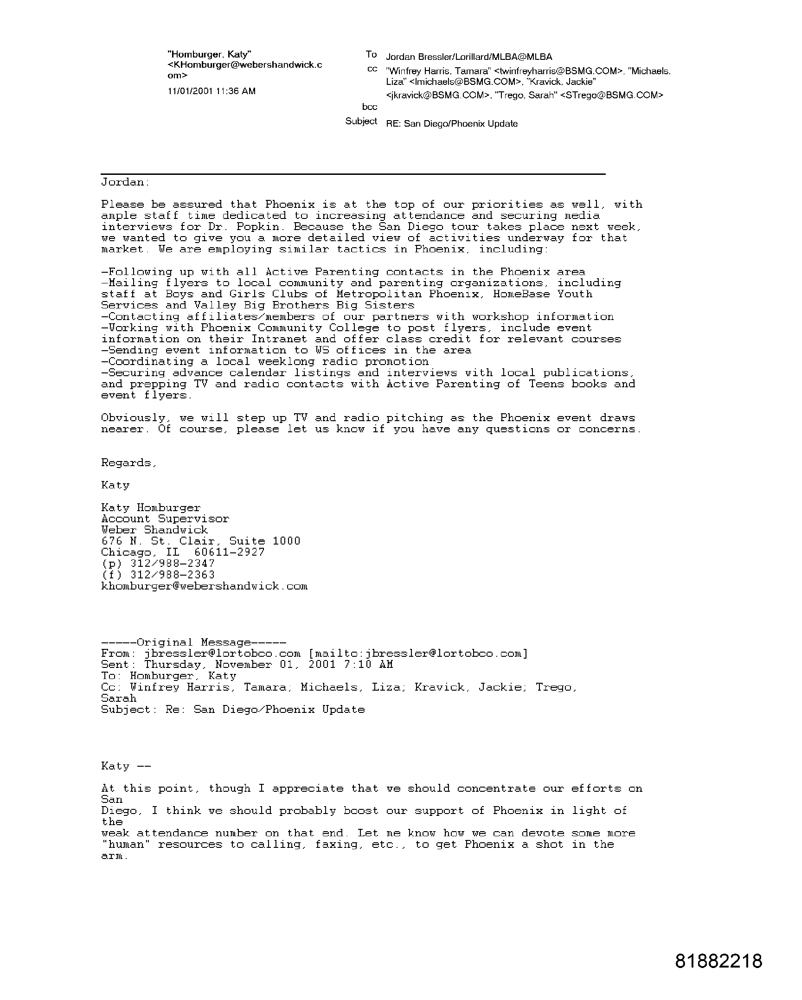 "Homburger, Katy"
<KHomburger@webershandwick.c
om>
11/01/2001 11:36 AM
To Jordan Bressler/Lorillard/MLBA@MLBA
cc "Winfrey Harris, Tamara" <twinfreyharris@BSMG.COM>, "Michaels,
Liza" <lmichaels@BSMG.COM>, "Kravick, Jackie"
<jkravick@BSMG.COM>, "Trego, Sarah" <STrego@BSMG.COM>
bcc
Subject RE: San Diego/Phoenix Update
Jordan:
Please be assured that Phoenix is at the top of our priorities as well, with
ample staff time dedicated to increasing attendance and securing media
interviews for Dr. Popkin. Because the San Diego tour takes place next week,
we wanted to give you a more detailed view of activities underway for that
market. We are employing similar tactics in Phoenix, including:
-Following up with all Active Parenting contacts in the Phoenix area
-Mailing flyers to local community and parenting organizations, including
staff at Boys and Girls Clubs of Metropolitan Phoenix, HomeBase Youth
Services and Valley Big Brothers Big Sisters
-Contacting affiliates/members of our partners with workshop information
-Working with Phoenix Community College to post flyers, include event
information on their Intranet and offer class credit for relevant courses
-Sending event information to WS offices in the area
-Coordinating a local weeklong radio promotion
-Securing advance calendar listings and interviews with local publications,
and prepping TV and radio contacts with Active Parenting of Teens books and
event flyers.
Obviously, we will step up TV and radio pitching as the Phoenix event draws
nearer. Of course, please let us know if you have any questions or concerns.
Regards,
Katy
Katy Homburger
Account Supervisor
Weber Shandwick
676 N. St. Clair, Suite 1000
Chicago, IL  60611-2927
(p) 312/988-2347
(f) 312/988-2363
khomburger@webershandwick.com
-----Original Message-----
From: jbressler@lortobco.com [mailto:jbressler@lortobco.com]
Sent: Thursday, November 01, 2001 7:10 AM
To: Homburger, Katy
Cc: Winfrey Harris, Tamara; Michaels, Liza; Kravick, Jackie; Trego,
Sarah
Subject: Re: San Diego/Phoenix Update
Katy --
At this point, though I appreciate that we should concentrate our efforts on
San
Diego, I think we should probably boost our support of Phoenix in light of
the
weak attendance number on that end. Let me know how we can devote some more
"human" resources to calling, faxing, etc., to get Phoenix a shot in the
arm.
81882218